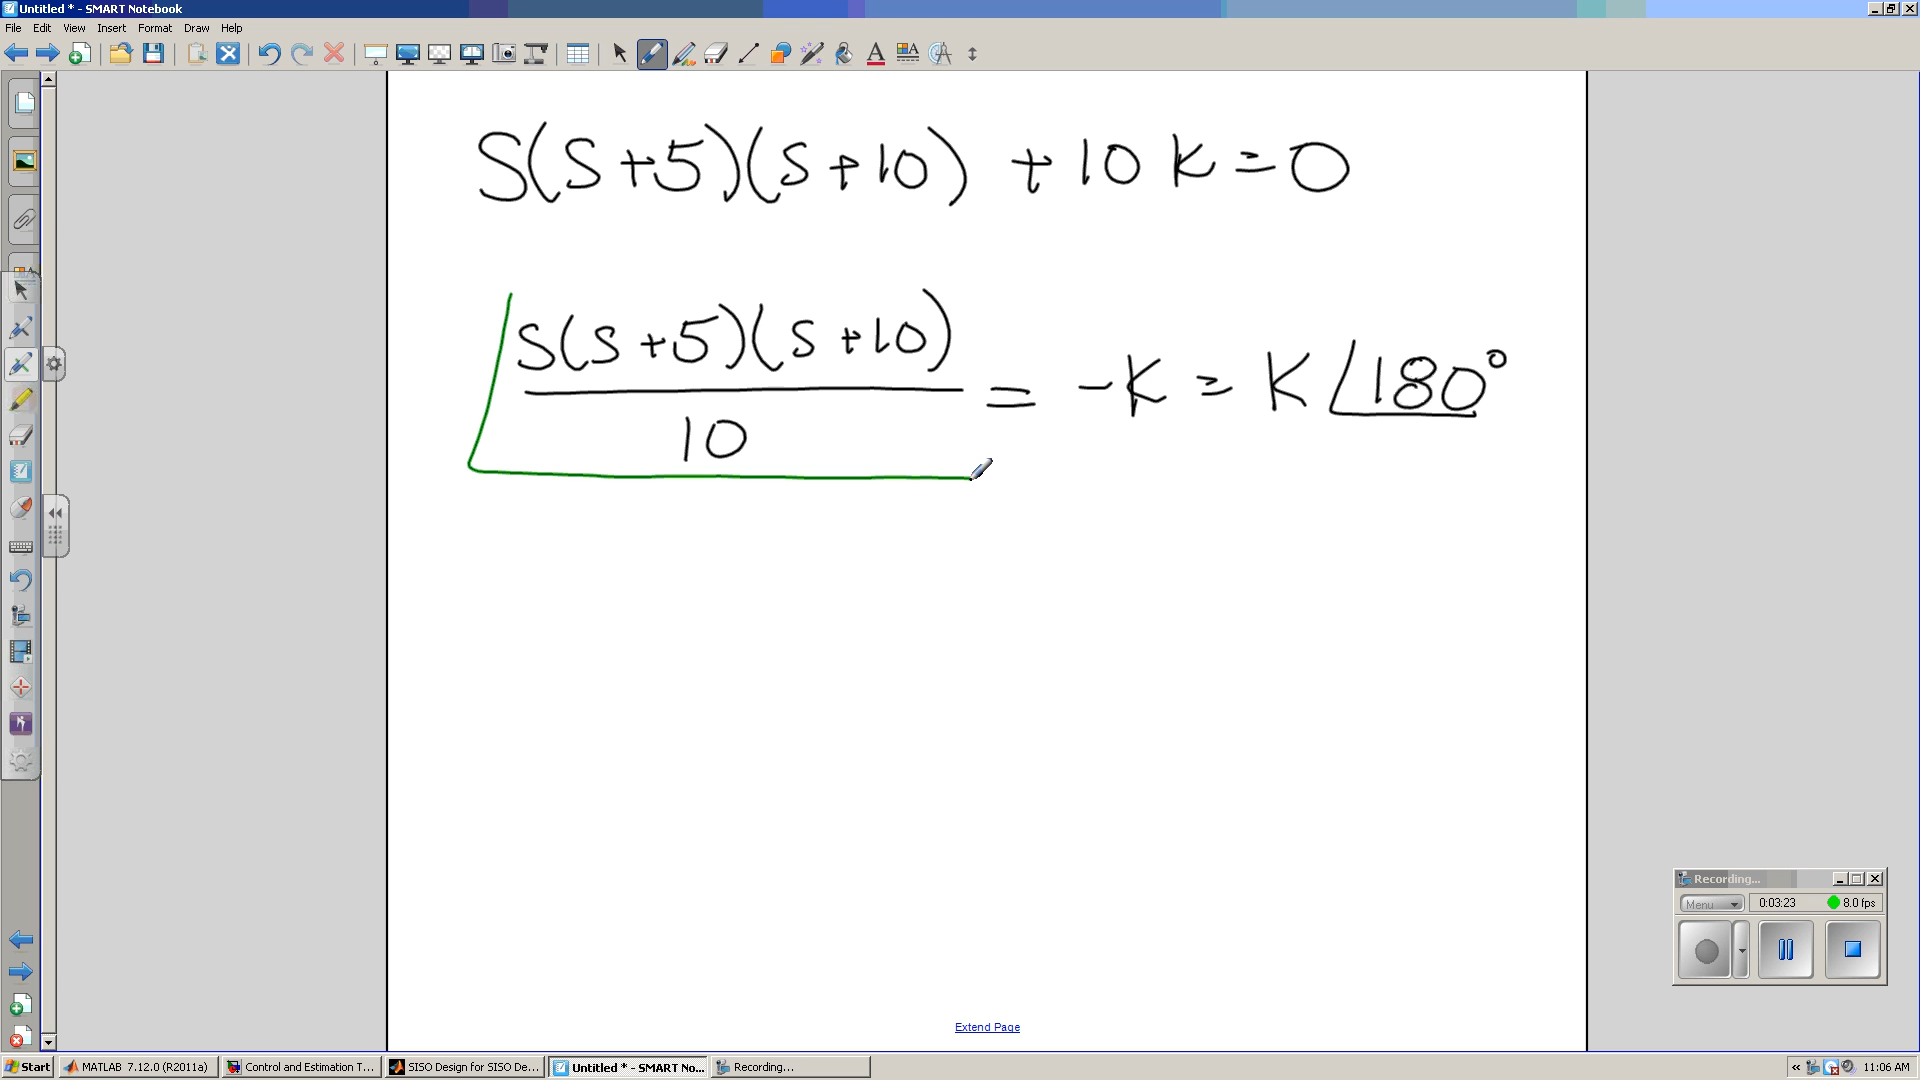 Untitled * - SMART Notebook
File Edit View Insert Format Draw Help
S(S+5)(S+10) + 10 K = 0
S(S+5)(S+10)
10
= -K = K ∠180°
Recording...
Menu 0:03:23 8.0 fps
Extend Page
Start MATLAB 7.12.0 (R2011a) Control and Estimation T... SISO Design for SISO De... Untitled * - SMART No... Recording... « 11:06 AM